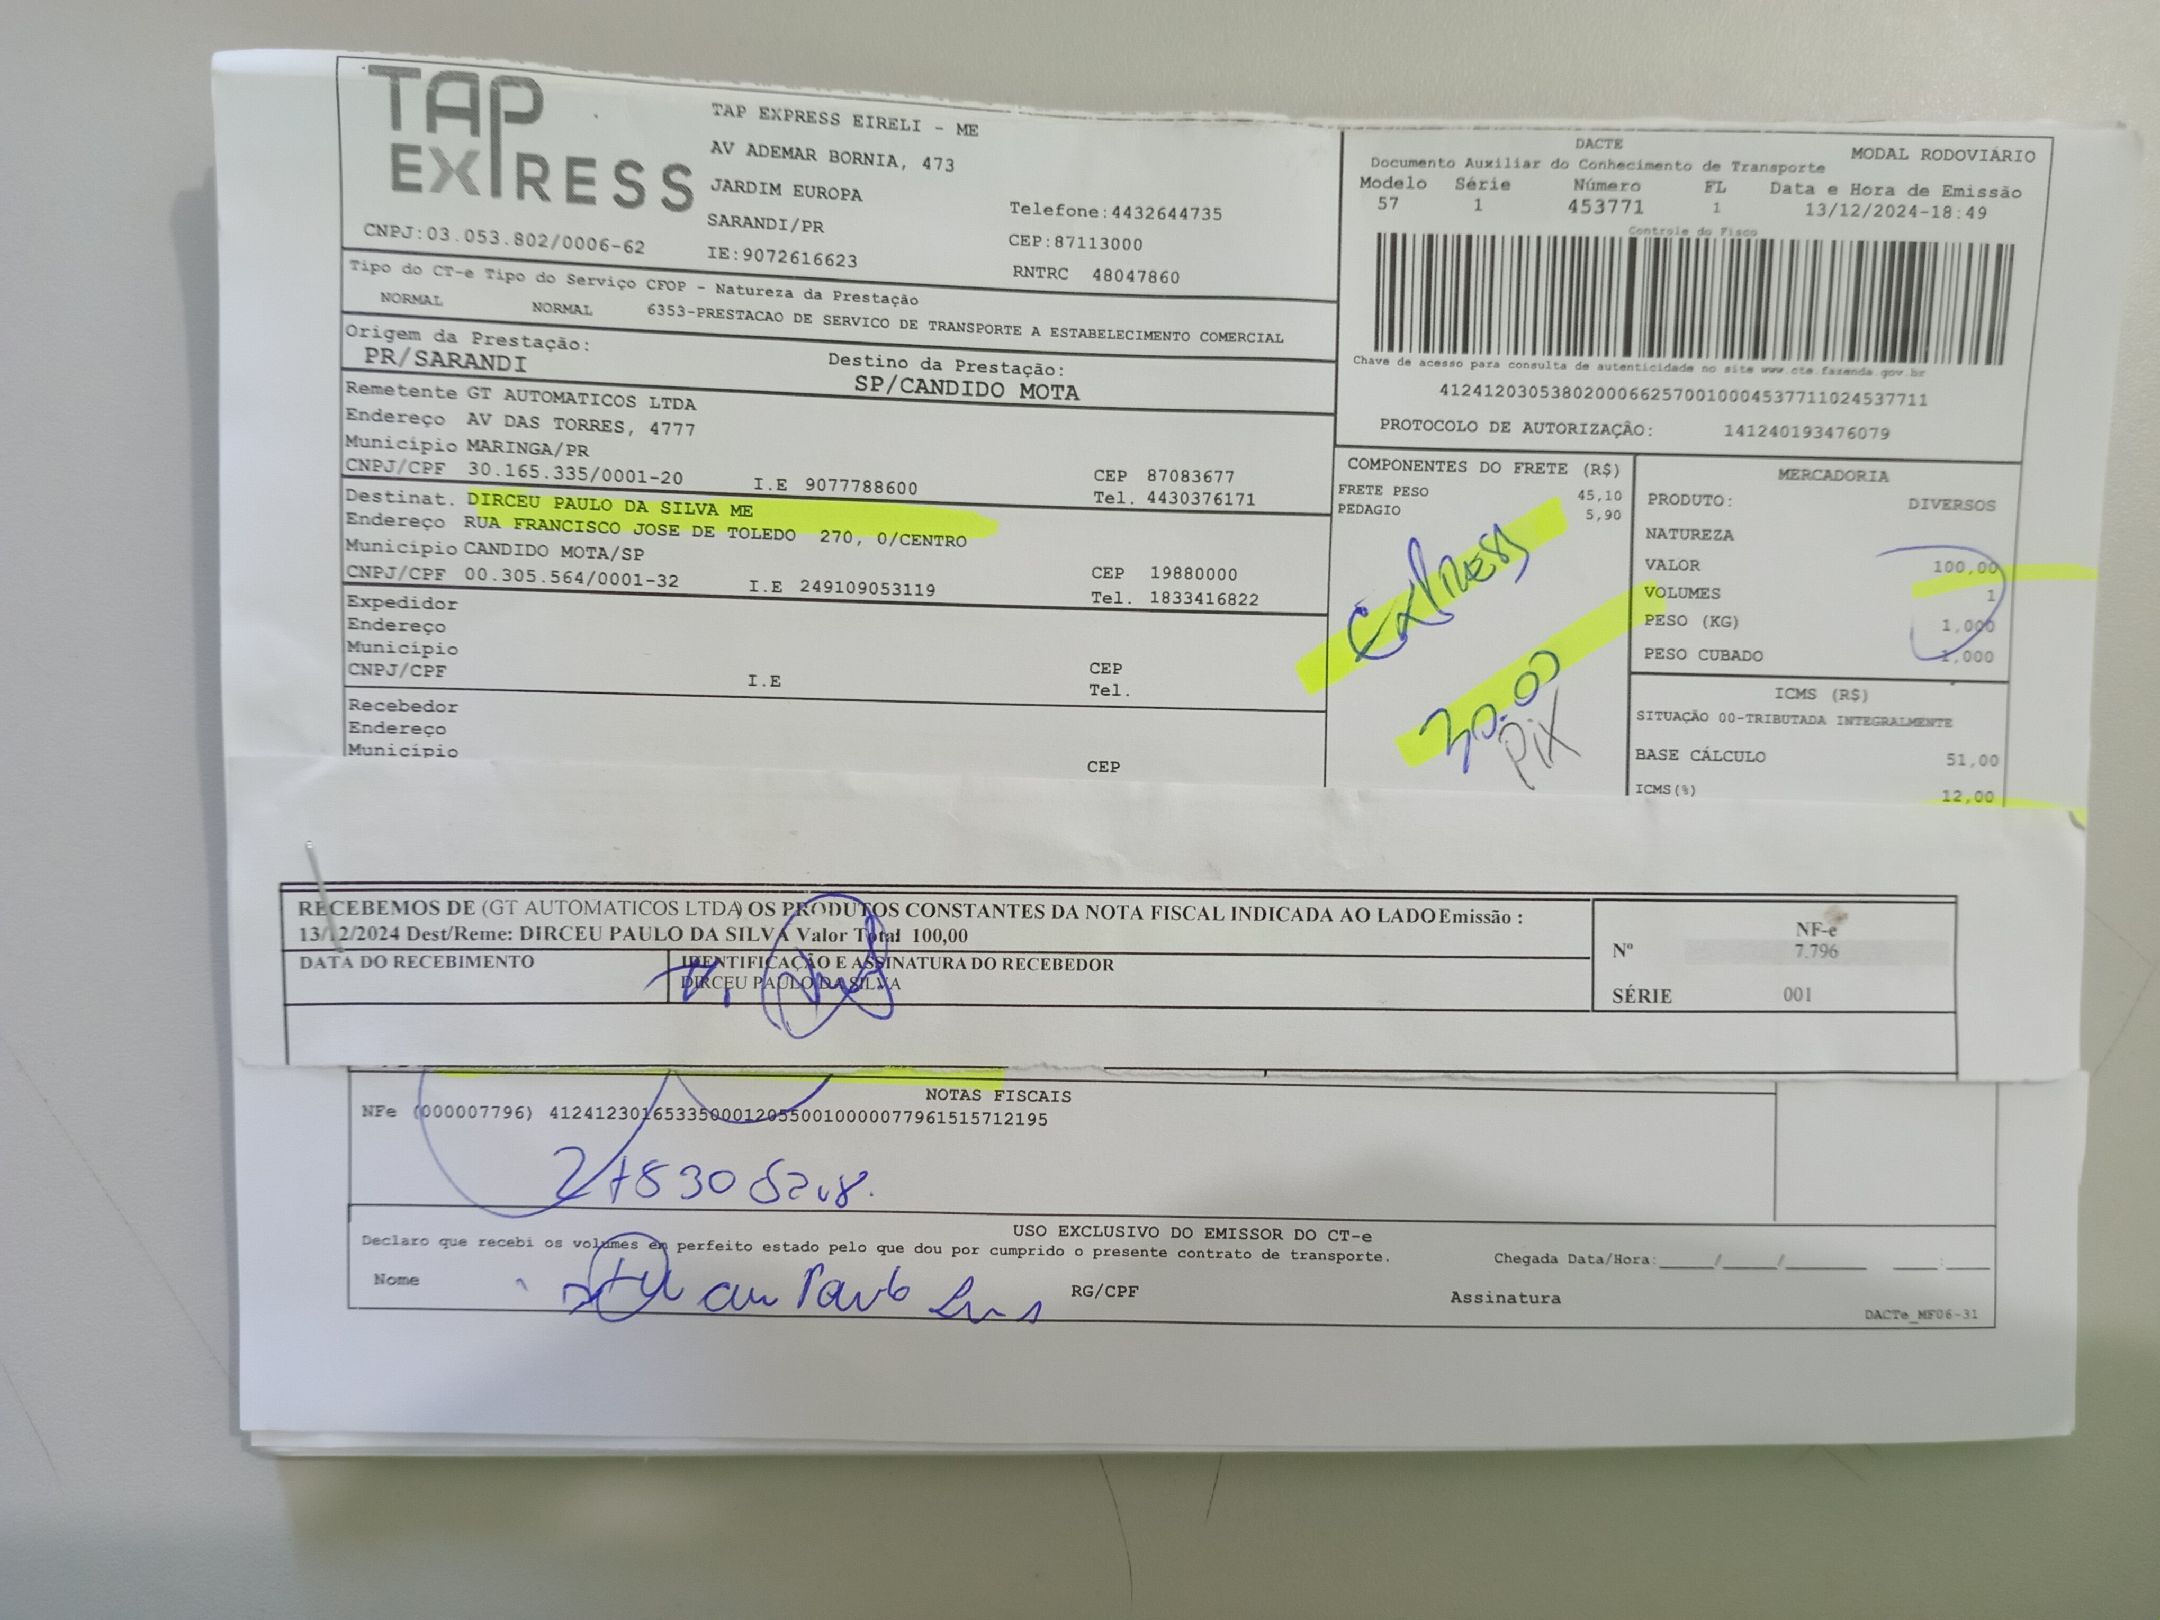 TAP EXPRESS
TAP EXPRESS EIRELI - ME
AV ADEMAR BORNIA, 473
JARDIM EUROPA
SARANDI/PR
Telefone:4432644735
CEP:87113000
CNPJ:03.053.802/0006-62
IE:9072616623
RNTRC 48047860
Tipo do CT-e Tipo do Serviço CFOP - Natureza da Prestação
NORMAL NORMAL 6353-PRESTACAO DE SERVICO DE TRANSPORTE A ESTABELECIMENTO COMERCIAL
Origem da Prestação:
PR/SARANDI
Destino da Prestação:
SP/CANDIDO MOTA
Remetente GT AUTOMATICOS LTDA
Endereço AV DAS TORRES, 4777
Município MARINGA/PR
CNPJ/CPF 30.165.335/0001-20 I.E 9077788600
CEP 87083677
Tel. 4430376171
Destinat. DIRCEU PAULO DA SILVA ME
Endereço RUA FRANCISCO JOSE DE TOLEDO 270, 0/CENTRO
Município CANDIDO MOTA/SP
CNPJ/CPF 00.305.564/0001-32 I.E 249109053119
CEP 19880000
Tel. 1833416822
Expedidor
Endereço
Município
CNPJ/CPF I.E
CEP
Tel.
Recebedor
Endereço
Município
CEP
DACTE
Documento Auxiliar do Conhecimento de Transporte
MODAL RODOVIÁRIO
Modelo Série Número FL Data e Hora de Emissão
57 1 453771 1 13/12/2024-18:49
Controle do Fisco
Chave de acesso para consulta de autenticidade no site www.cte.fazenda.gov.br
41241203053802000662570010004537711024537711
PROTOCOLO DE AUTORIZAÇÃO: 141240193476079
COMPONENTES DO FRETE (R$)
FRETE PESO 45,10
PEDAGIO 5,90
EXPRESS
30.00
PIX
MERCADORIA
PRODUTO: DIVERSOS
NATUREZA
VALOR 100,00
VOLUMES 1
PESO (KG) 1,000
PESO CUBADO 1,000
ICMS (R$)
SITUAÇÃO 00-TRIBUTADA INTEGRALMENTE
BASE CÁLCULO 51,00
ICMS(%) 12,00
RECEBEMOS DE (GT AUTOMATICOS LTDA) OS PRODUTOS CONSTANTES DA NOTA FISCAL INDICADA AO LADO Emissão :
13/12/2024 Dest/Reme: DIRCEU PAULO DA SILVA Valor Total 100,00
DATA DO RECEBIMENTO
IDENTIFICAÇÃO E ASSINATURA DO RECEBEDOR
DIRCEU PAULO DA SILVA
NF-e
Nº 7.796
SÉRIE 001
NOTAS FISCAIS
NFe (000007796) 41241230165335000120550010000077961515712195
USO EXCLUSIVO DO EMISSOR DO CT-e
Declaro que recebi os volumes em perfeito estado pelo que dou por cumprido o presente contrato de transporte.
Chegada Data/Hora:_____/_____/________ ____:____
Nome
Paulo
RG/CPF
Assinatura
DACTe_MF06-31